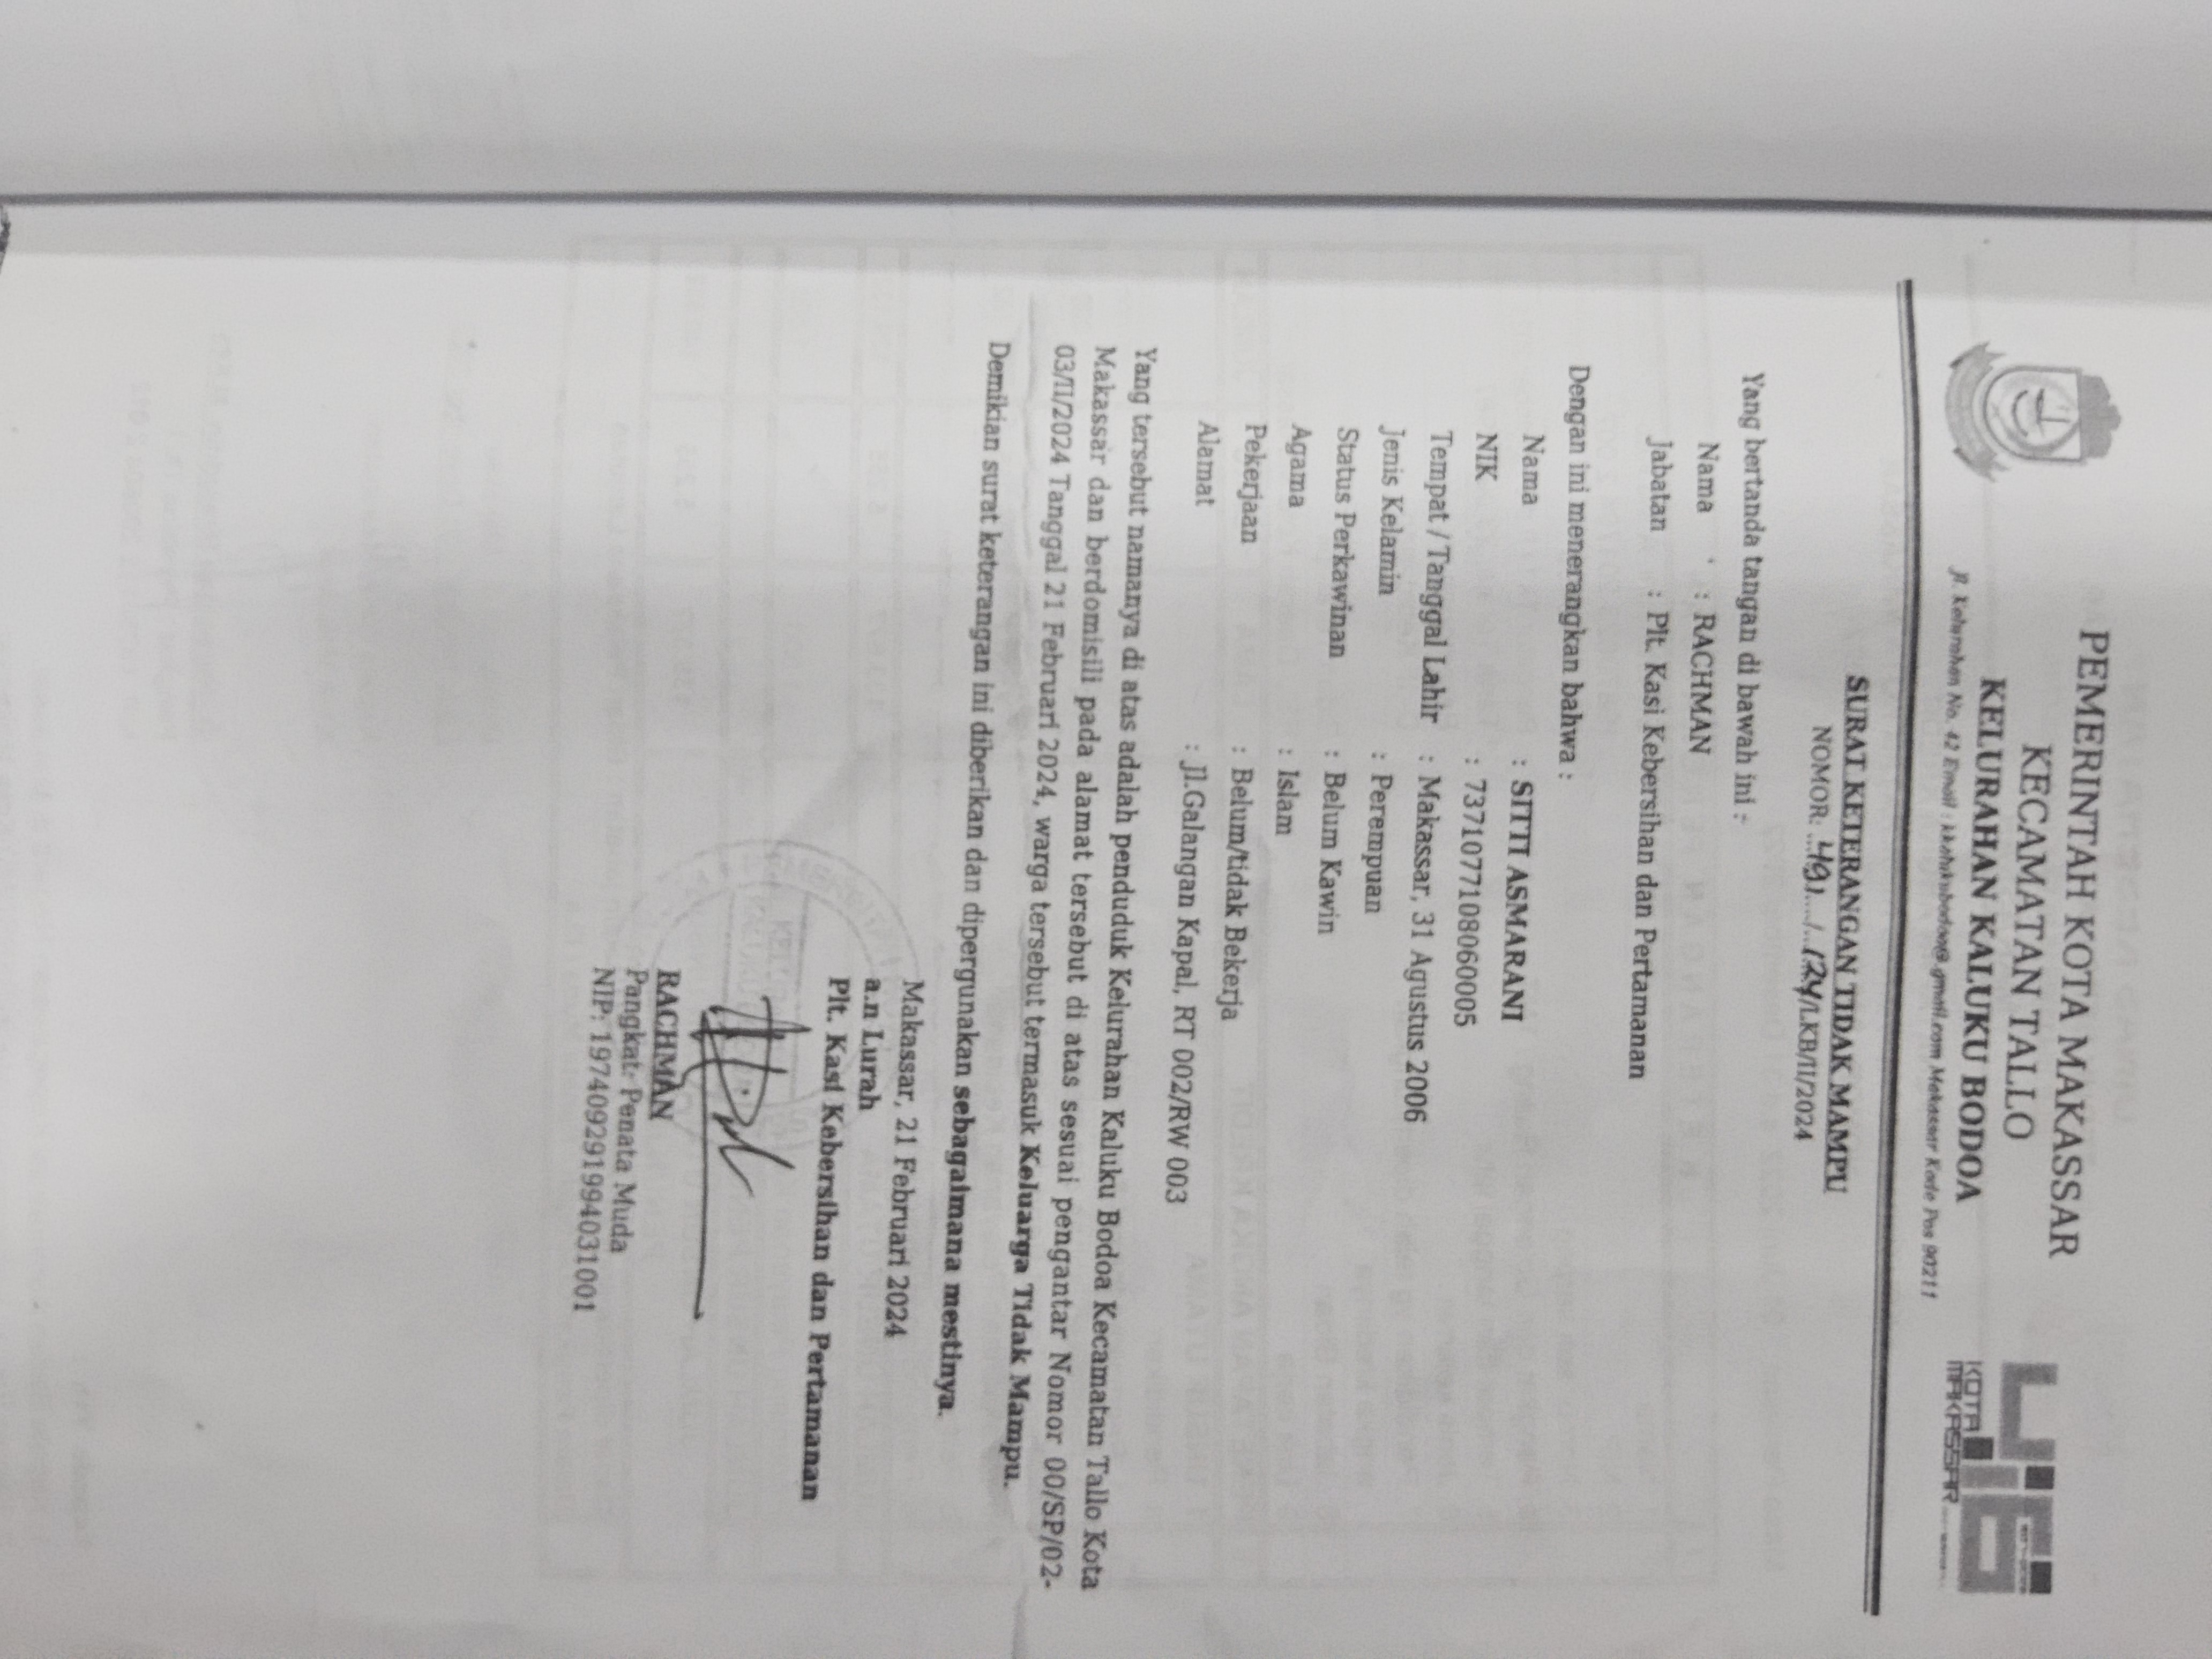 PEMERINTAH KOTA MAKASSAR
KECAMATAN TALLO
KELURAHAN KALUKU BODOA
Jl. Kelurahan No. 42 Email : Makassar Kode Pos 90211
KOTA
MAKASSAR
SURAT KETERANGAN TIDAK MAMPU
NOMOR: 491 / 124/LKB/II/2024
Yang bertanda tangan di bawah ini :-
Nama : RACHMAN
Jabatan : Plt. Kasi Kebersihan dan Pertamanan
Dengan ini menerangkan bahwa :
Nama : SITTI ASMARANI
NIK : 7371077108060005
Tempat / Tanggal Lahir : Makassar, 31 Agustus 2006
Jenis Kelamin : Perempuan
Status Perkawinan : Belum Kawin
Agama : Islam
Pekerjaan : Belum/tidak Bekerja
Alamat : Jl.Galangan Kapal, RT 002/RW 003
Yang tersebut namanya di atas adalah penduduk Kelurahan Kaluku Bodoa Kecamatan Tallo Kota
Makassar dan berdomisili pada alamat tersebut di atas sesuai pengantar Nomor 00/SP/02-
03/II/2024 Tanggal 21 Februari 2024, warga tersebut termasuk Keluarga Tidak Mampu.
Demikian surat keterangan ini diberikan dan dipergunakan sebagaimana mestinya.
Makassar, 21 Februari 2024
a.n Lurah
Plt. Kasi Kebersihan dan Pertamanan
RACHMAN
Pangkat: Penata Muda
NIP: 197409291994031001